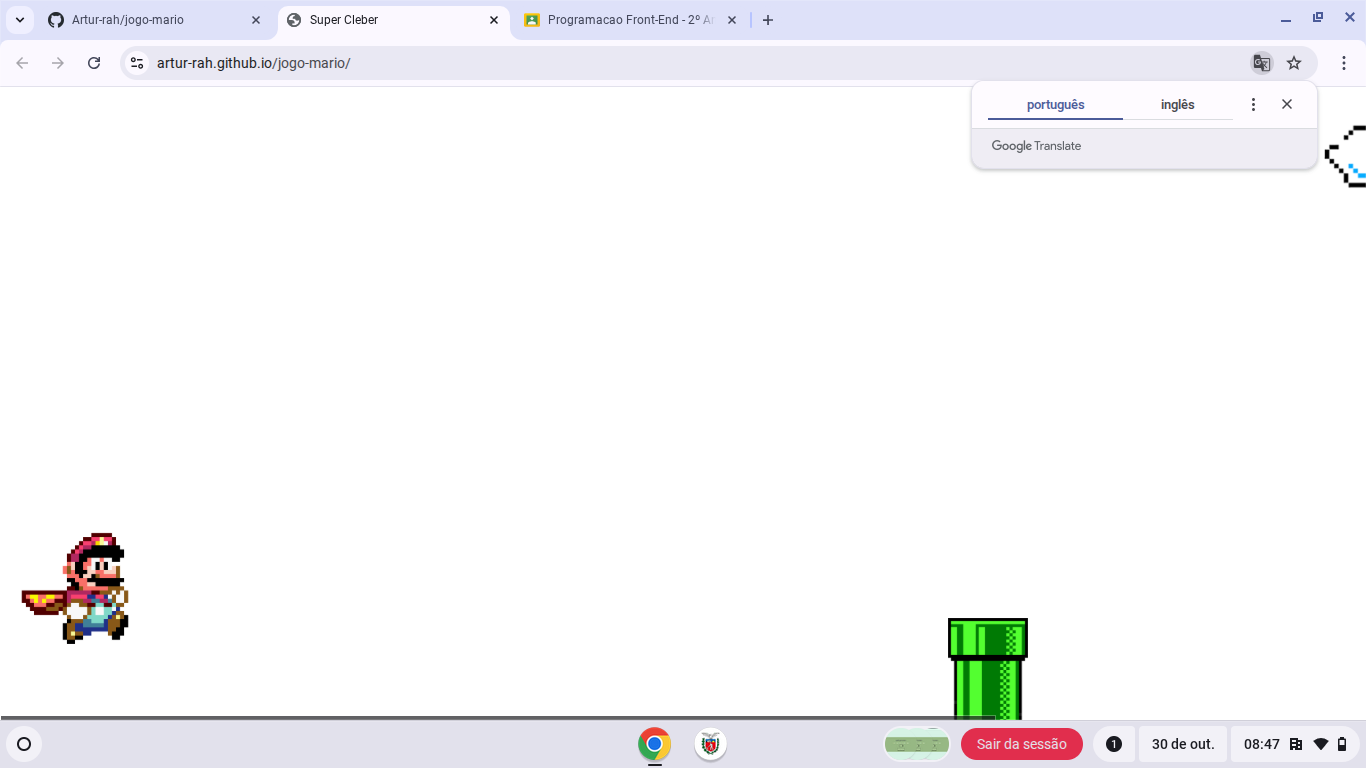 Artur-rah/jogo-mario
Super Cleber
Programacao Front-End - 2º A
artur-rah.github.io/jogo-mario/
português
inglês
Google Translate
Sair da sessão
1
30 de out.
08:47